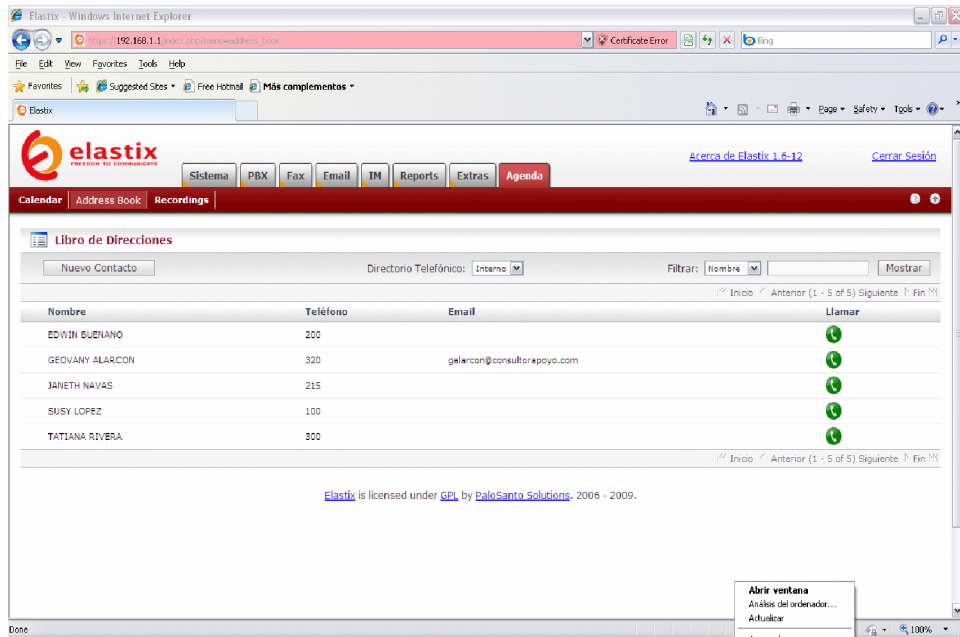 Elastix - Windows Internet Explorer
https://192.168.1.1/index.php?menu=address_book
Certificate Error
Bing
File Edit View Favorites Tools Help
Favorites Suggested Sites Free Hotmail Más complementos
Elastix
Page Safety Tools
elastix
FREEDOM TO COMMUNICATE
Acerca de Elastix 1.6-12 Cerrar Sesión
Sistema PBX Fax Email IM Reports Extras Agenda
Calendar Address Book Recordings
Libro de Direcciones
Nuevo Contacto Directorio Telefónico: Interno Filtrar: Nombre Mostrar
Inicio Anterior (1 - 5 of 5) Siguiente Fin
Nombre Teléfono Email Llamar
EDWIN BUENANO 200
GEOVANY ALARCON 320 galarcon@consultorapoyo.com
JANETH NAVAS 215
SUSY LOPEZ 100
TATIANA RIVERA 300
Inicio Anterior (1 - 5 of 5) Siguiente Fin
Elastix is licensed under GPL by PaloSanto Solutions. 2006 - 2009.
Abrir ventana
Análisis del ordenador...
Actualizar
Done 100%